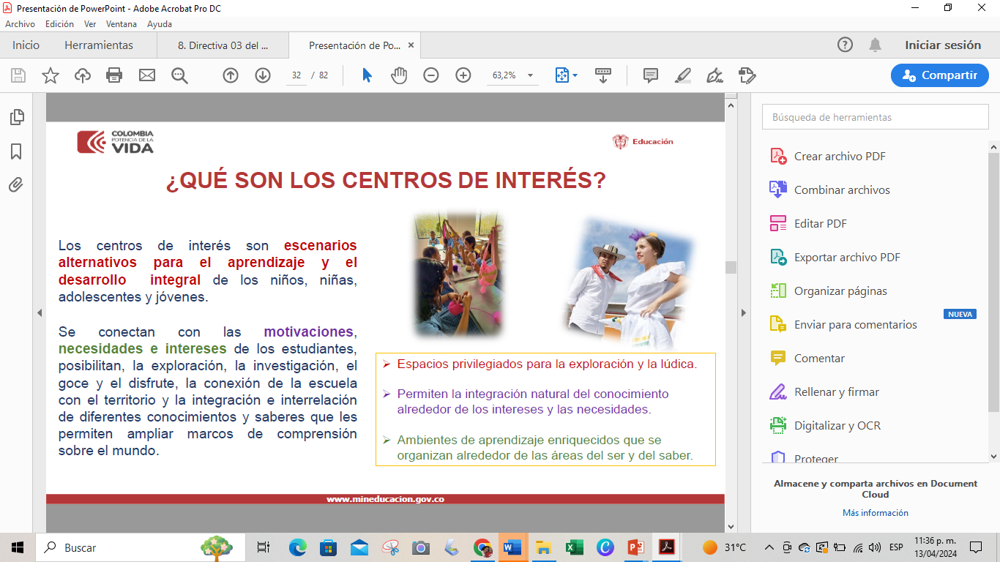 Presentación de PowerPoint - Adobe Acrobat Pro DC
Archivo Edición Ver Ventana Ayuda
Inicio Herramientas 8. Directiva 03 del ... Presentación de Po... × Iniciar sesión
32 / 82 63,2% Compartir
Búsqueda de herramientas
Crear archivo PDF
Combinar archivos
Editar PDF
Exportar archivo PDF
Organizar páginas
NUEVA
Enviar para comentarios
Comentar
Rellenar y firmar
Digitalizar y OCR
Proteger
Almacene y comparta archivos en Document
Cloud
Más información
COLOMBIA
POTENCIA DE LA
VIDA
Educación
¿QUÉ SON LOS CENTROS DE INTERÉS?
Los centros de interés son escenarios
alternativos para el aprendizaje y el
desarrollo integral de los niños, niñas,
adolescentes y jóvenes.
Se conectan con las motivaciones,
necesidades e intereses de los estudiantes,
posibilitan, la exploración, la investigación, el
goce y el disfrute, la conexión de la escuela
con el territorio y la integración e interrelación
de diferentes conocimientos y saberes que les
permiten ampliar marcos de comprensión
sobre el mundo.
Espacios privilegiados para la exploración y la lúdica.
Permiten la integración natural del conocimiento
alrededor de los intereses y las necesidades.
Ambientes de aprendizaje enriquecidos que se
organizan alrededor de las áreas del ser y del saber.
www.mineducacion.gov.co
Buscar
31°C ESP
11:36 p. m.
13/04/2024